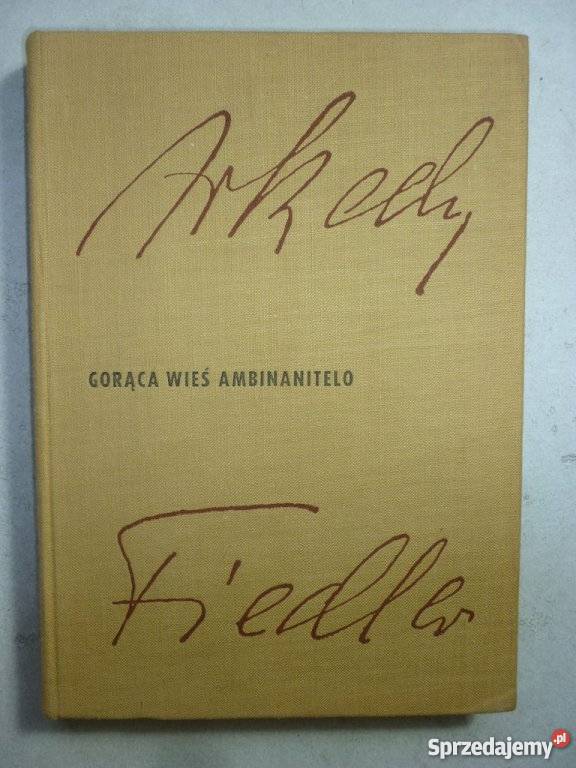 Arkady
GORĄCA WIEŚ AMBINANITELO
Fiedler
Sprzedajemy.pl